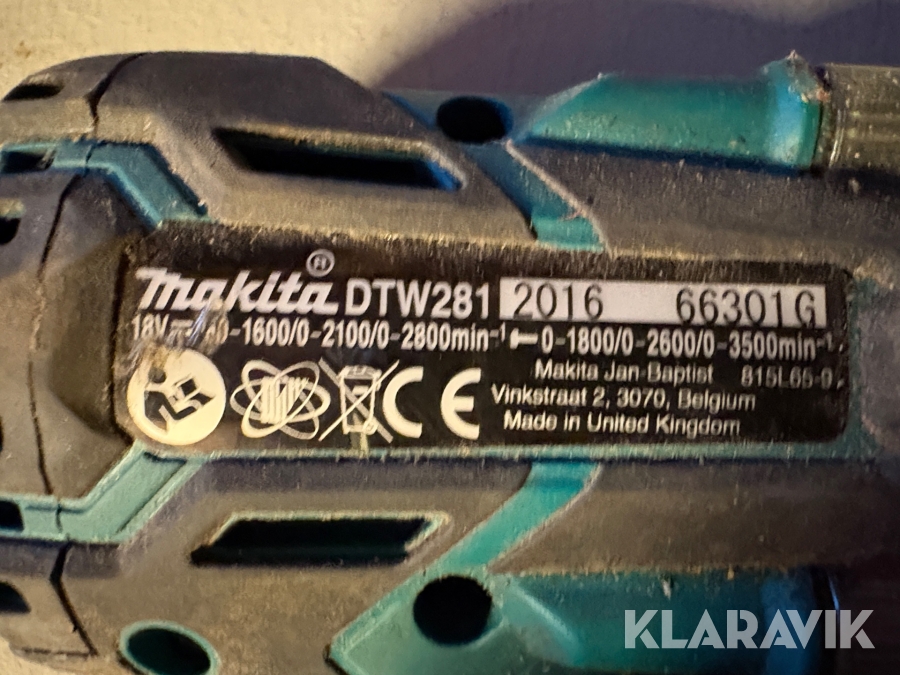 makita® DTW281 2016 66301G
18V⎓ 0-1600/0-2100/0-2800min⁻¹ 0-1800/0-2600/0-3500min⁻¹
Makita Jan-Baptist 815L65-9
Vinkstraat 2, 3070, Belgium
Made in United Kingdom
CE
KLARAVIK